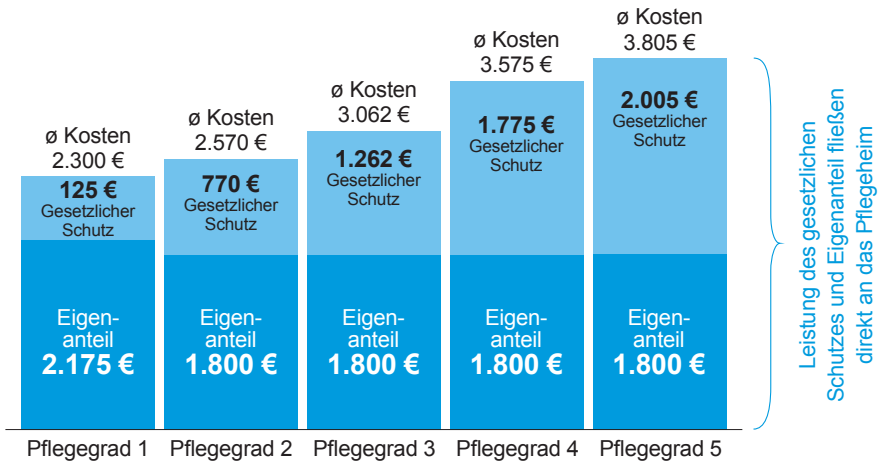 ø Kosten
2.300 €
125 €
Gesetzlicher
Schutz
Eigen-
anteil
2.175 €
Pflegegrad 1
ø Kosten
2.570 €
770 €
Gesetzlicher
Schutz
Eigen-
anteil
1.800 €
Pflegegrad 2
ø Kosten
3.062 €
1.262 €
Gesetzlicher
Schutz
Eigen-
anteil
1.800 €
Pflegegrad 3
ø Kosten
3.575 €
1.775 €
Gesetzlicher
Schutz
Eigen-
anteil
1.800 €
Pflegegrad 4
ø Kosten
3.805 €
2.005 €
Gesetzlicher
Schutz
Eigen-
anteil
1.800 €
Pflegegrad 5
Leistung des gesetzlichen
Schutzes und Eigenanteil fließen
direkt an das Pflegeheim